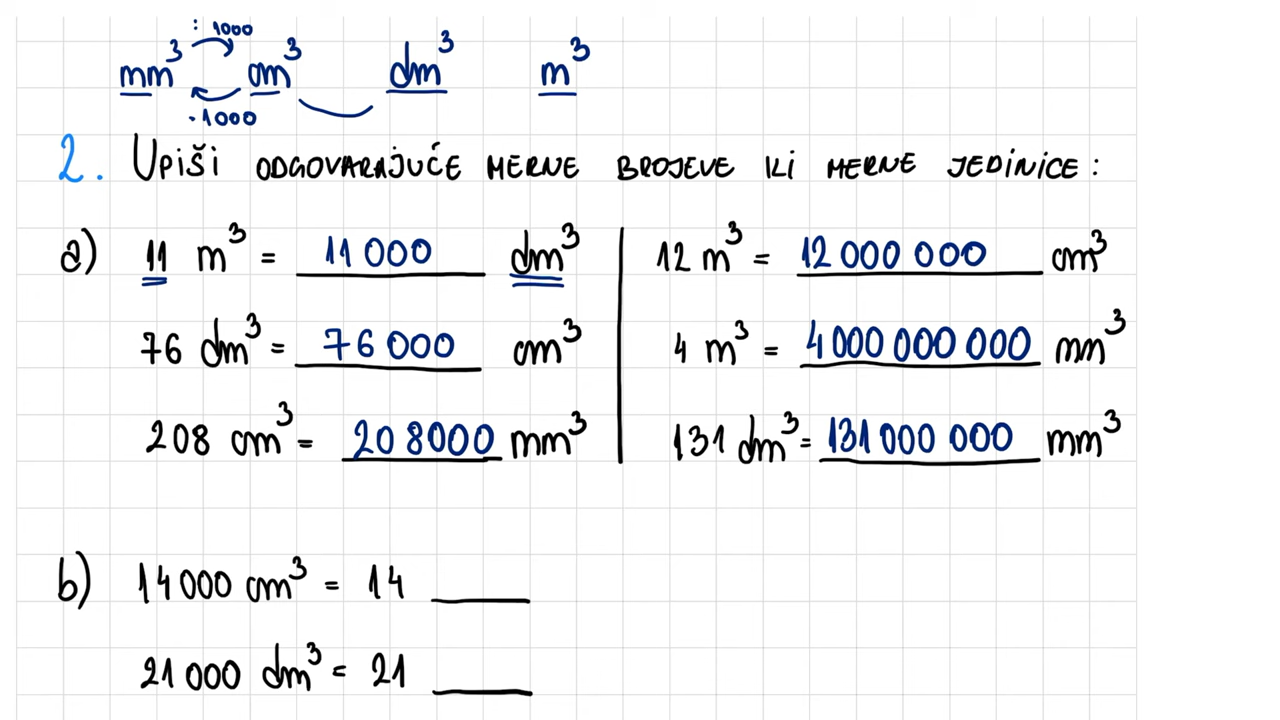 : 1000
mm³ cm³ dm³ m³
· 1000
2. UPIŠI ODGOVARAJUĆE MERNE BROJEVE ILI MERNE JEDINICE :
a) 11 m³ = 11 000 dm³
76 dm³ = 76 000 cm³
208 cm³ = 208000 mm³
12 m³ = 12 000 000 cm³
4 m³ = 4 000 000 000 mm³
131 dm³ = 131 000 000 mm³
b) 14 000 cm³ = 14 ____
21 000 dm³ = 21 ____